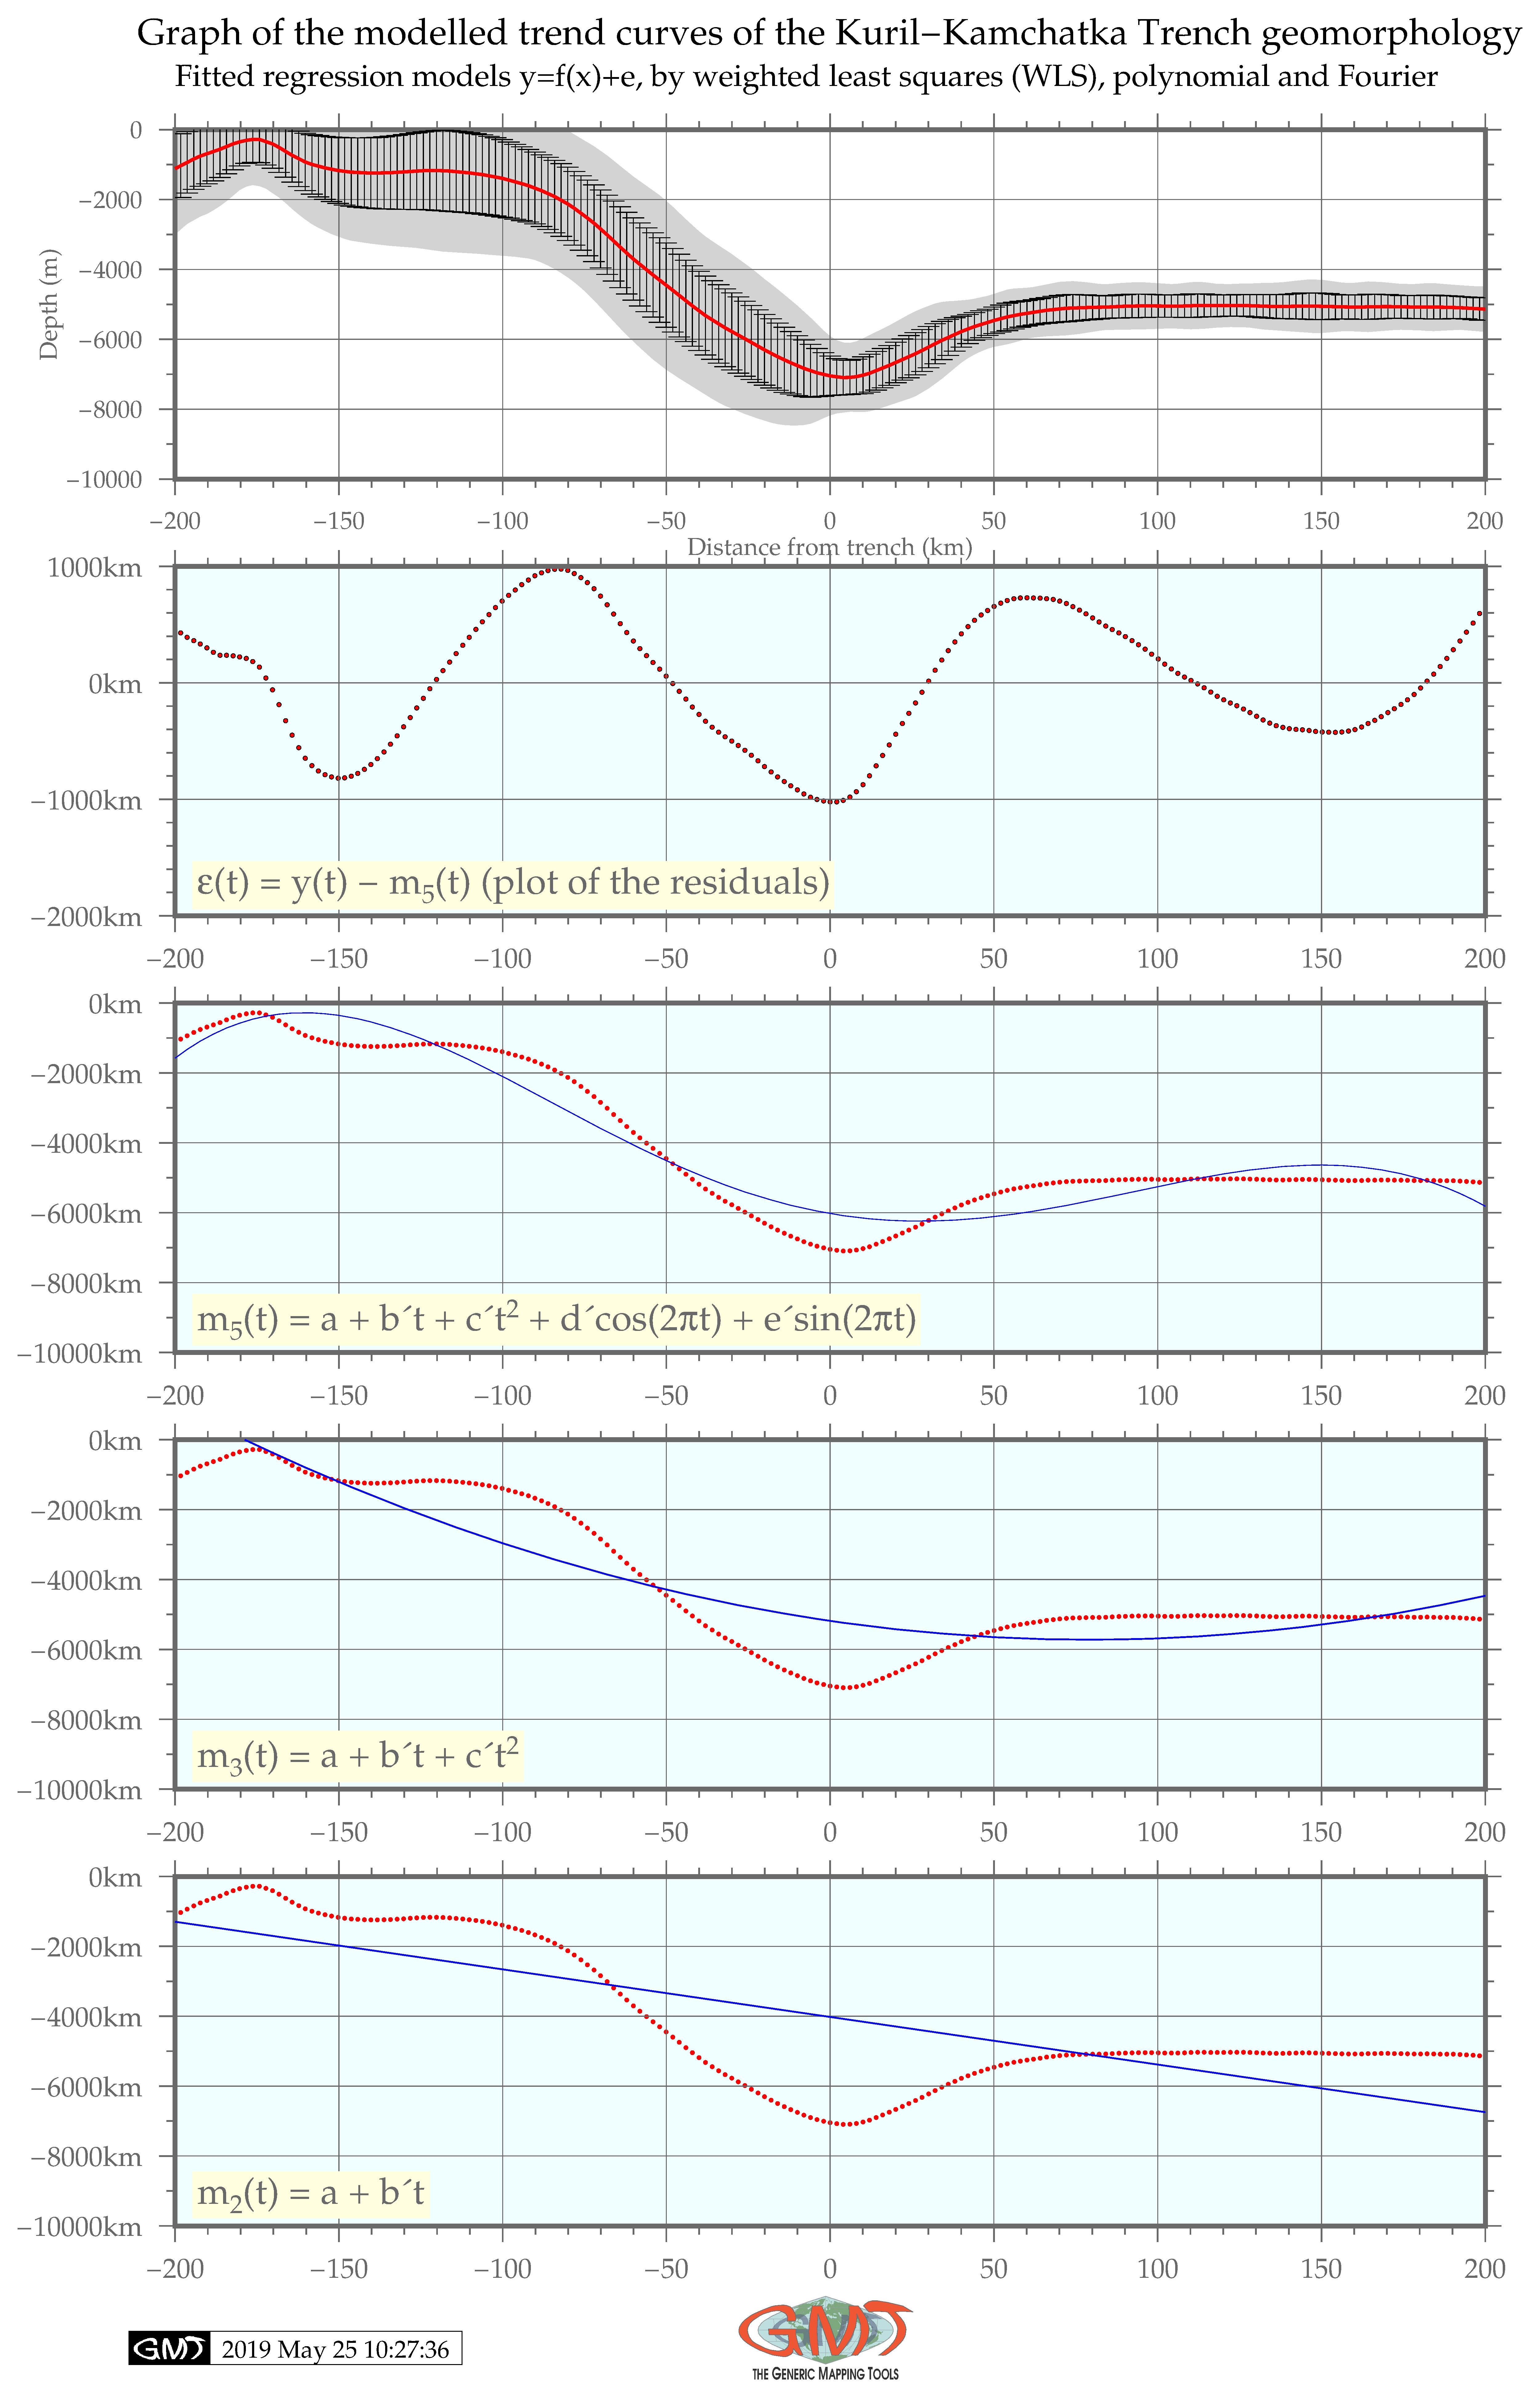 Graph of the modelled trend curves of the Kuril−Kamchatka Trench geomorphology
Fitted regression models y=f(x)+e, by weighted least squares (WLS), polynomial and Fourier
0
−2000
−4000
−6000
−8000
−10000
Depth (m)
−200 −150 −100 −50 0 50 100 150 200
Distance from trench (km)
1000km
0km
−1000km
−2000km
ε(t) = y(t) − m₅(t) (plot of the residuals)
−200 −150 −100 −50 0 50 100 150 200
0km
−2000km
−4000km
−6000km
−8000km
−10000km
m₅(t) = a + b´t + c´t² + d´cos(2πt) + e´sin(2πt)
−200 −150 −100 −50 0 50 100 150 200
0km
−2000km
−4000km
−6000km
−8000km
−10000km
m₃(t) = a + b´t + c´t²
−200 −150 −100 −50 0 50 100 150 200
0km
−2000km
−4000km
−6000km
−8000km
−10000km
m₂(t) = a + b´t
−200 −150 −100 −50 0 50 100 150 200
GMT 2019 May 25 10:27:36
GMT
THE GENERIC MAPPING TOOLS